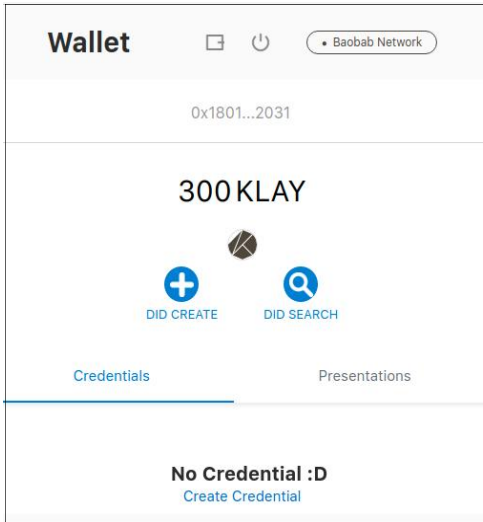 Wallet • Baobab Network
0x1801...2031
300 KLAY
DID CREATE DID SEARCH
Credentials Presentations
No Credential :D
Create Credential